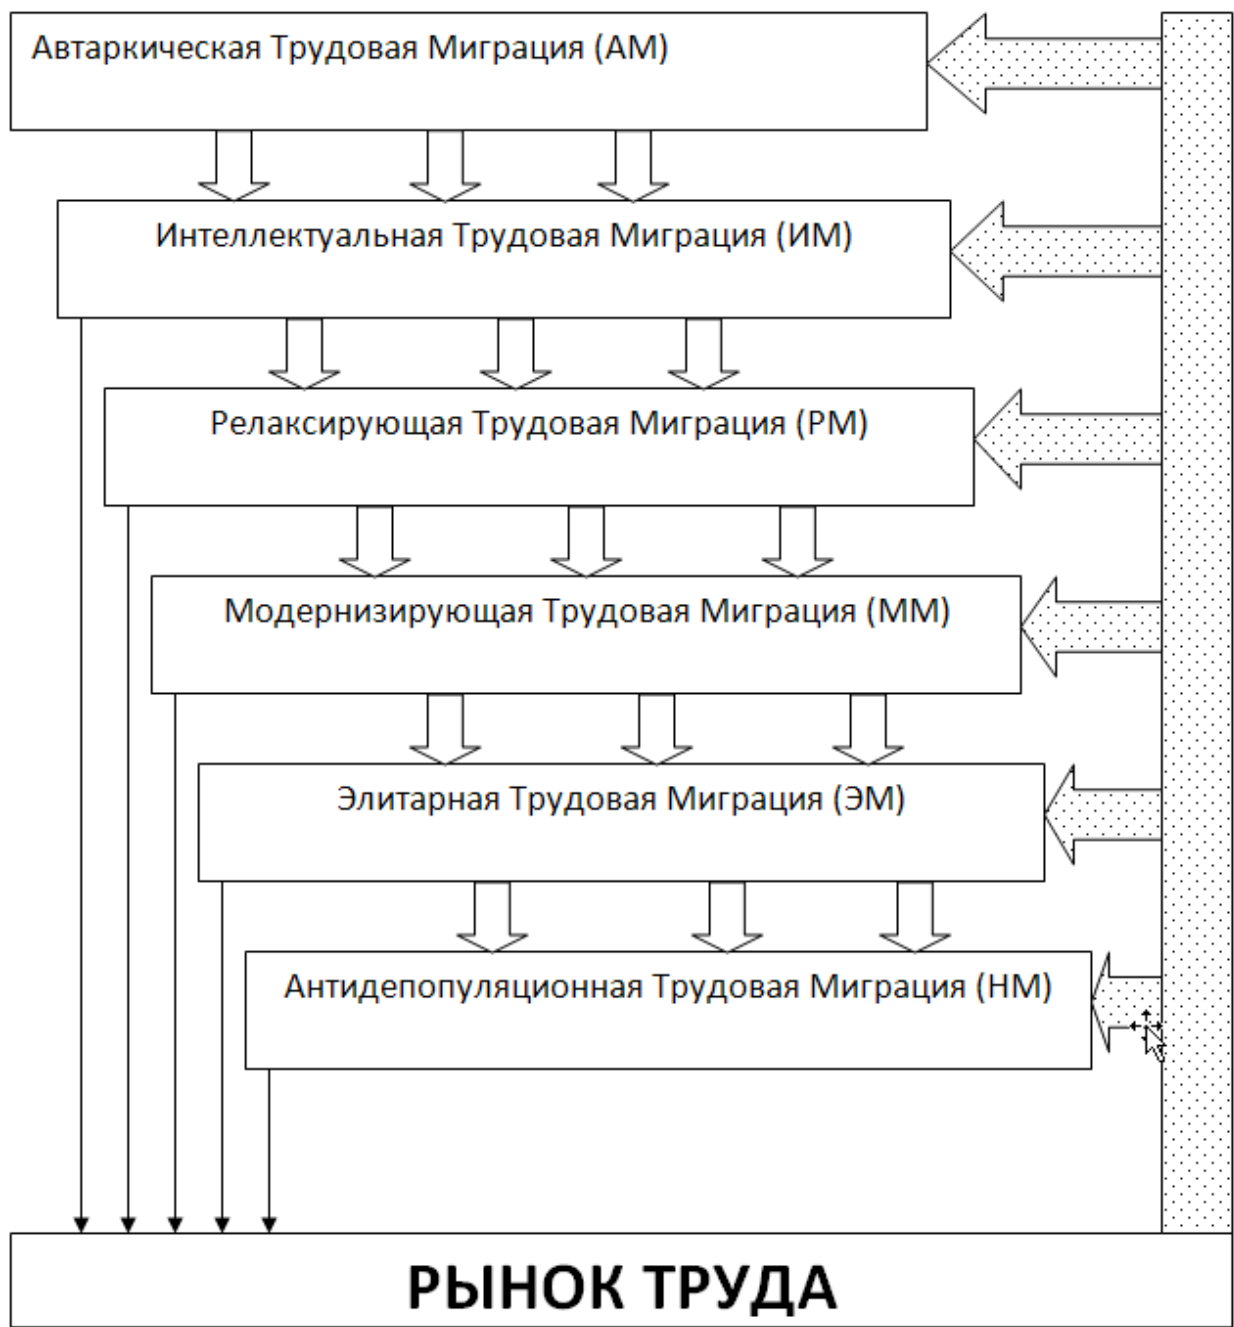 Автаркическая Трудовая Миграция (АМ)
Интеллектуальная Трудовая Миграция (ИМ)
Релаксирующая Трудовая Миграция (РМ)
Модернизирующая Трудовая Миграция (ММ)
Элитарная Трудовая Миграция (ЭМ)
Антидепопуляционная Трудовая Миграция (НМ)
РЫНОК ТРУДА